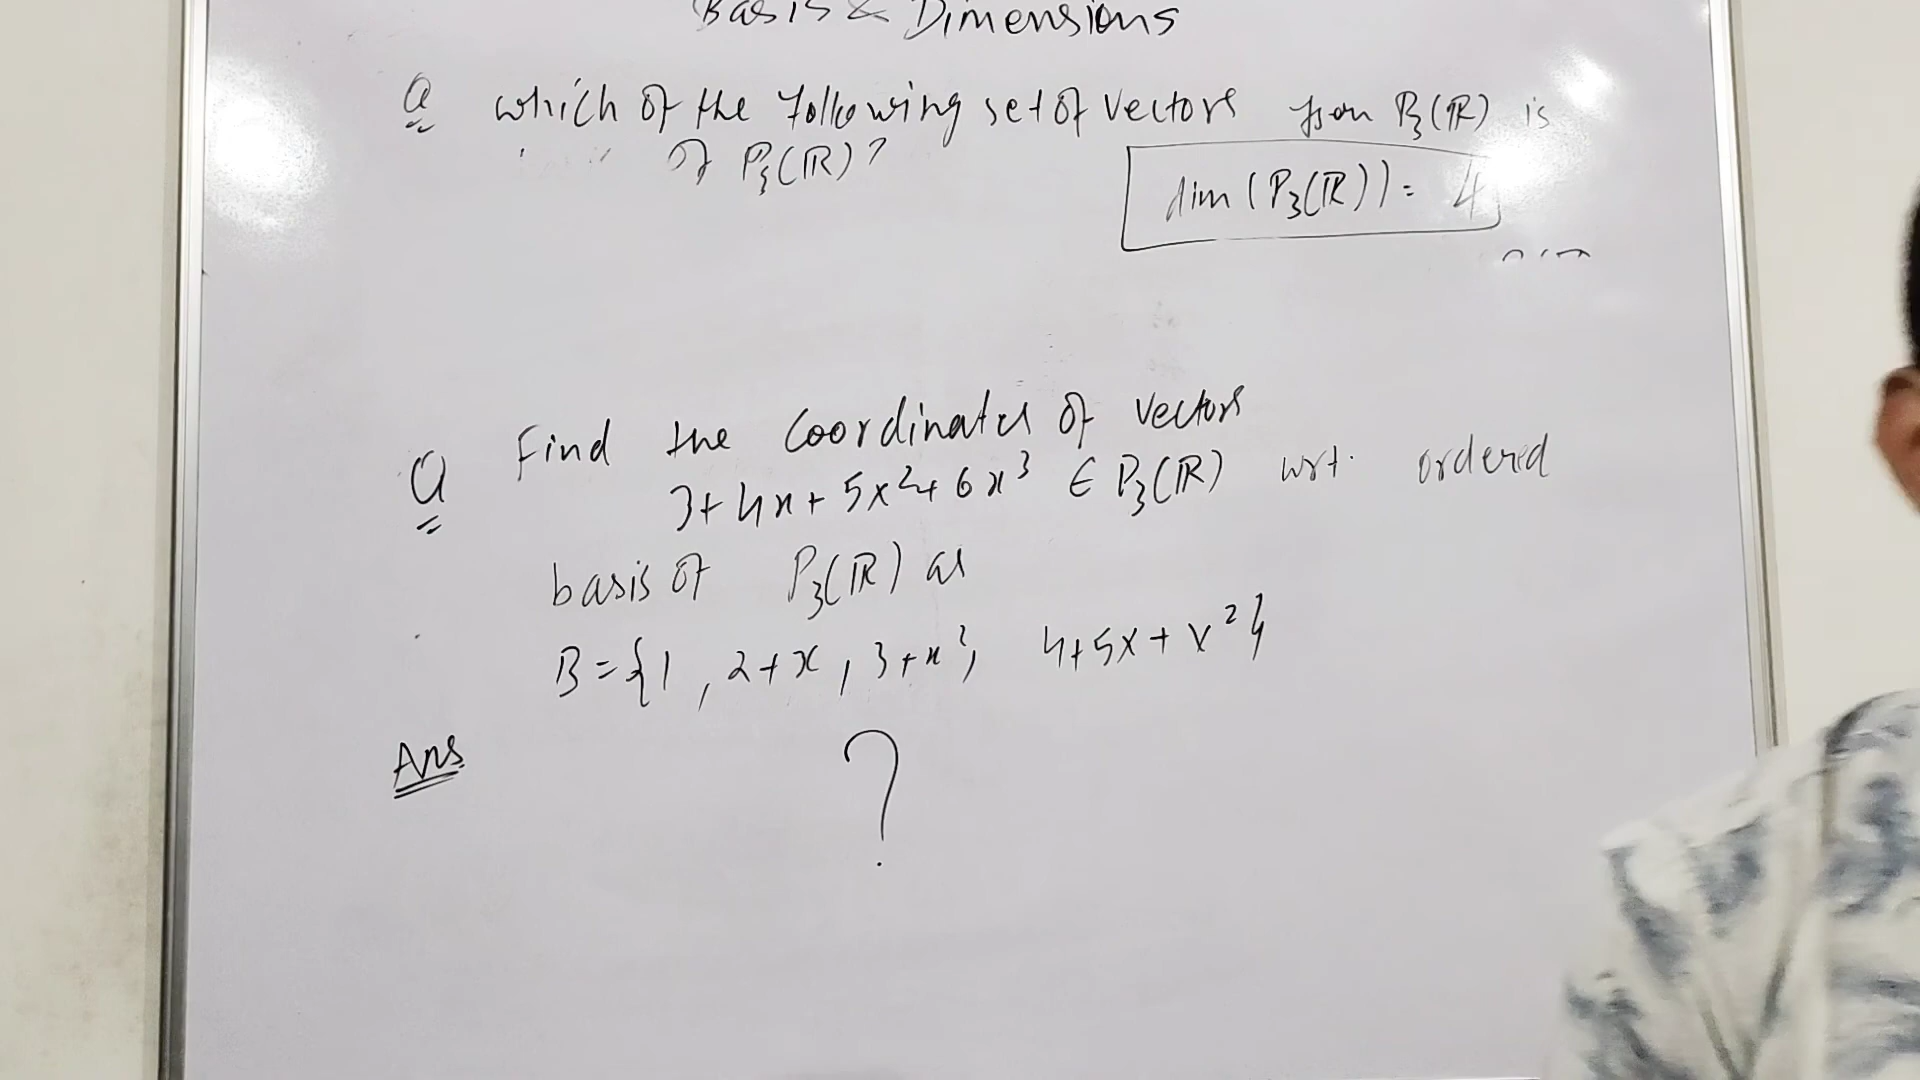 Basis & Dimensions
Q which of the following set of vectors from P₃(ℝ) is
of P₃(ℝ)?
dim (P₃(ℝ)) = 4
Q Find the coordinates of vectors
3+4x+5x²+6x³ ∈ P₃(ℝ) wrt. ordered
basis of P₃(ℝ) as
B = {1, 2+x, 3+x², 4+5x+x²}
Ans
?